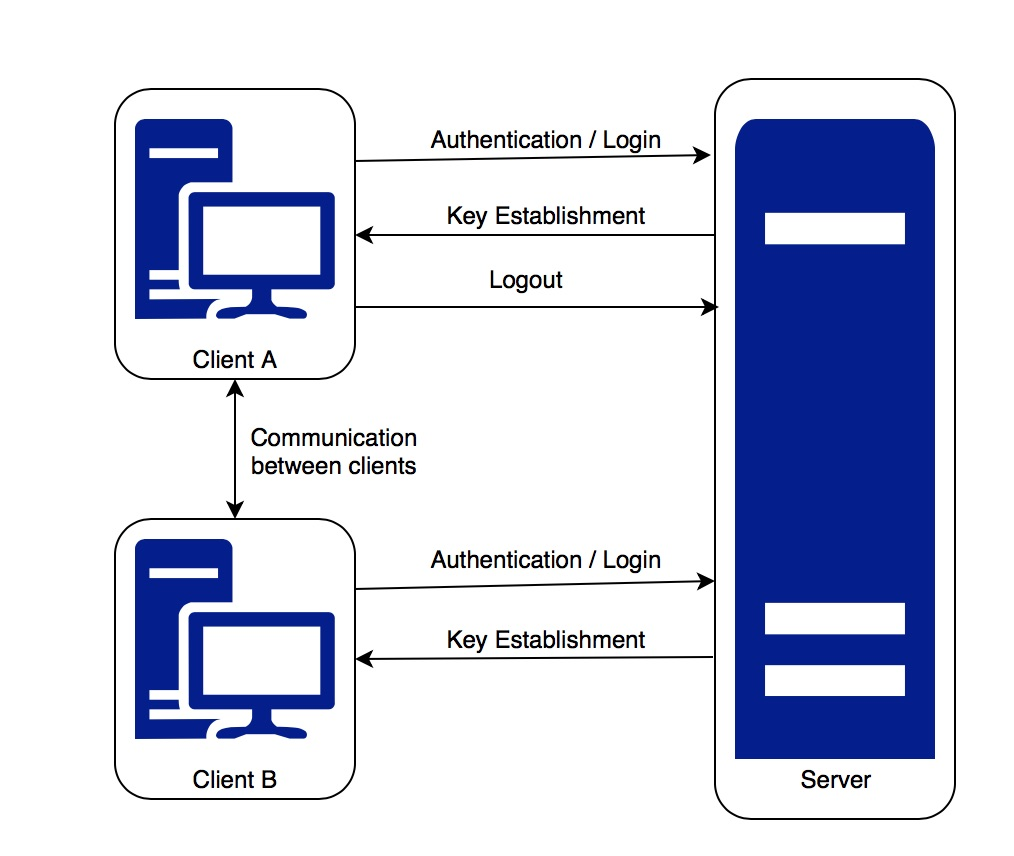 Authentication / Login
Key Establishment
Logout
Client A
Communication
between clients
Authentication / Login
Key Establishment
Client B
Server